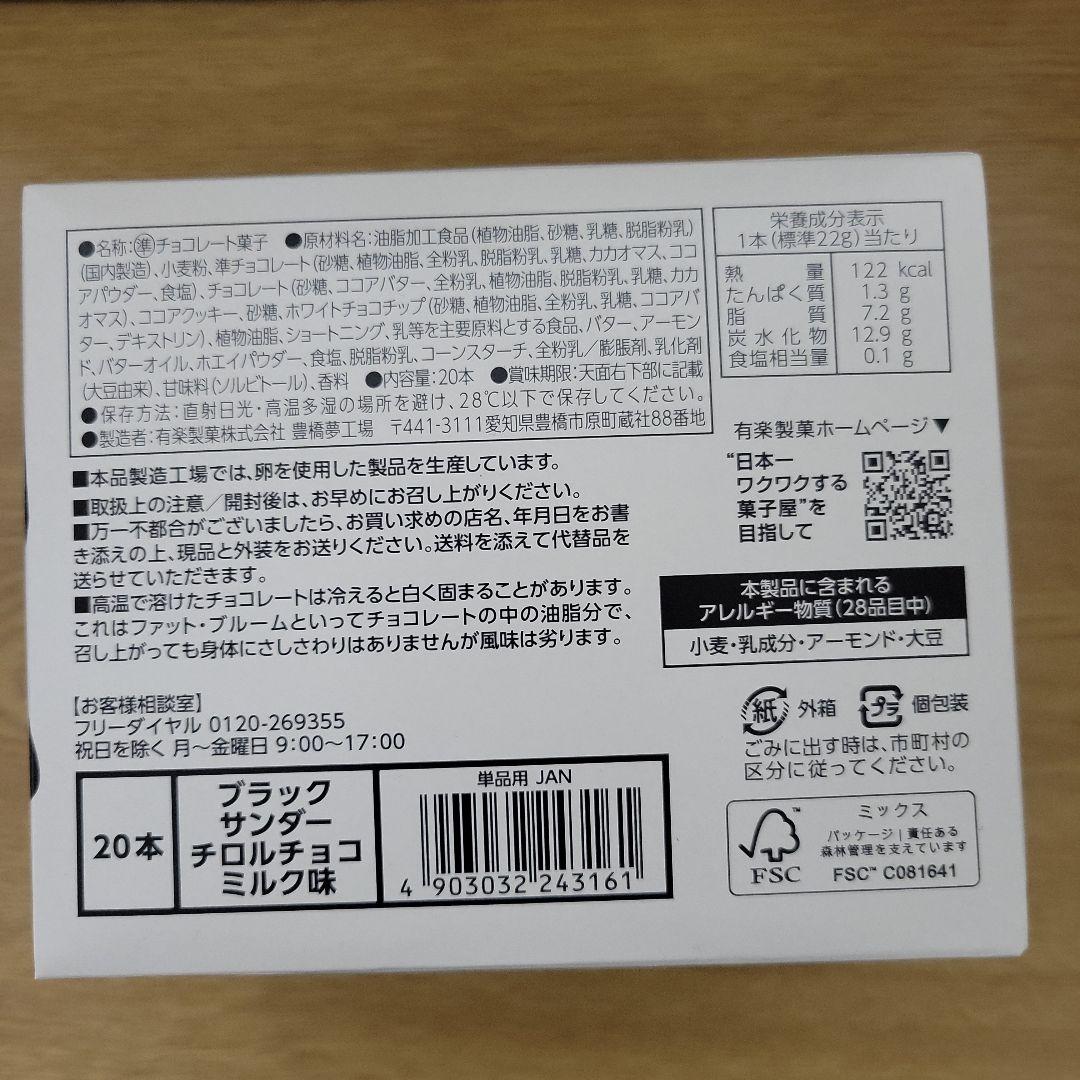 ●名称:㊜チョコレート菓子 ●原材料名:油脂加工食品(植物油脂、砂糖、乳糖、脱脂粉乳)
(国内製造)、小麦粉、準チョコレート(砂糖、植物油脂、全粉乳、脱脂粉乳、乳糖、カカオマス、ココ
アパウダー、食塩)、チョコレート(砂糖、ココアバター、全粉乳、植物油脂、脱脂粉乳、乳糖、カカ
オマス)、ココアクッキー、砂糖、ホワイトチョコチップ(砂糖、植物油脂、全粉乳、乳糖、ココアバ
ター、デキストリン)、植物油脂、ショートニング、乳等を主要原料とする食品、バター、アーモン
ド、バターオイル、ホエイパウダー、食塩、脱脂粉乳、コーンスターチ、全粉乳/膨脹剤、乳化剤
(大豆由来)、甘味料(ソルビトール)、香料 ●内容量:20本 ●賞味期限:天面右下部に記載
●保存方法:直射日光・高温多湿の場所を避け、28℃以下で保存してください。
●製造者:有楽製菓株式会社 豊橋夢工場 〒441-3111愛知県豊橋市原町蔵社88番地
栄養成分表示
1本(標準22g)当たり
熱量 122 kcal
たんぱく質 1.3 g
脂質 7.2 g
炭水化物 12.9 g
食塩相当量 0.1 g
■本品製造工場では、卵を使用した製品を生産しています。
■取扱上の注意/開封後は、お早めにお召し上がりください。
■万一不都合がございましたら、お買い求めの店名、年月日をお書
き添えの上、現品と外装をお送りください。送料を添えて代替品を
送らせていただきます。
■高温で溶けたチョコレートは冷えると白く固まることがあります。
これはファット・ブルームといってチョコレートの中の油脂分で、
召し上がっても身体にさしさわりはありませんが風味は劣ります。
有楽製菓ホームページ▼
“日本一
ワクワクする
菓子屋”を
目指して
本製品に含まれる
アレルギー物質(28品目中)
小麦・乳成分・アーモンド・大豆
【お客様相談室】
フリーダイヤル 0120-269355
祝日を除く 月～金曜日 9:00～17:00
紙 外箱 プラ 個包装
ごみに出す時は、市町村の
区分に従ってください。
20本
ブラック
サンダー
チロルチョコ
ミルク味
単品用 JAN
4 903032 243161
FSC
ミックス
パッケージ | 責任ある
森林管理を支えています
FSC™ C081641